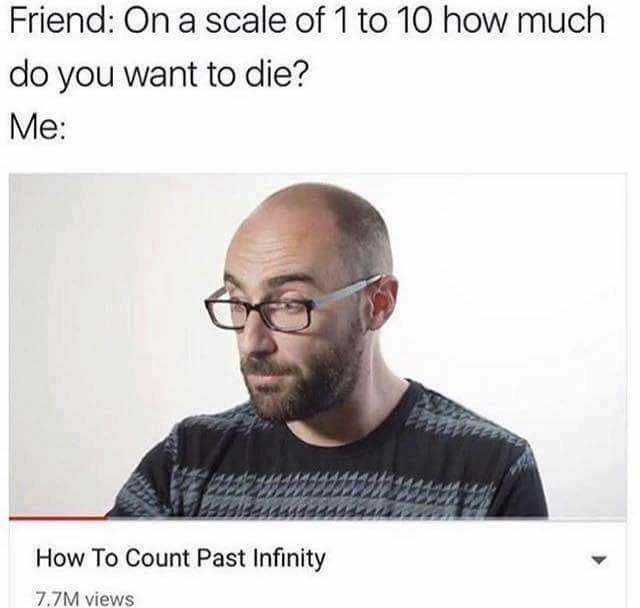 Friend: On a scale of 1 to 10 how much
do you want to die?
Me:
How To Count Past Infinity
7.7M views